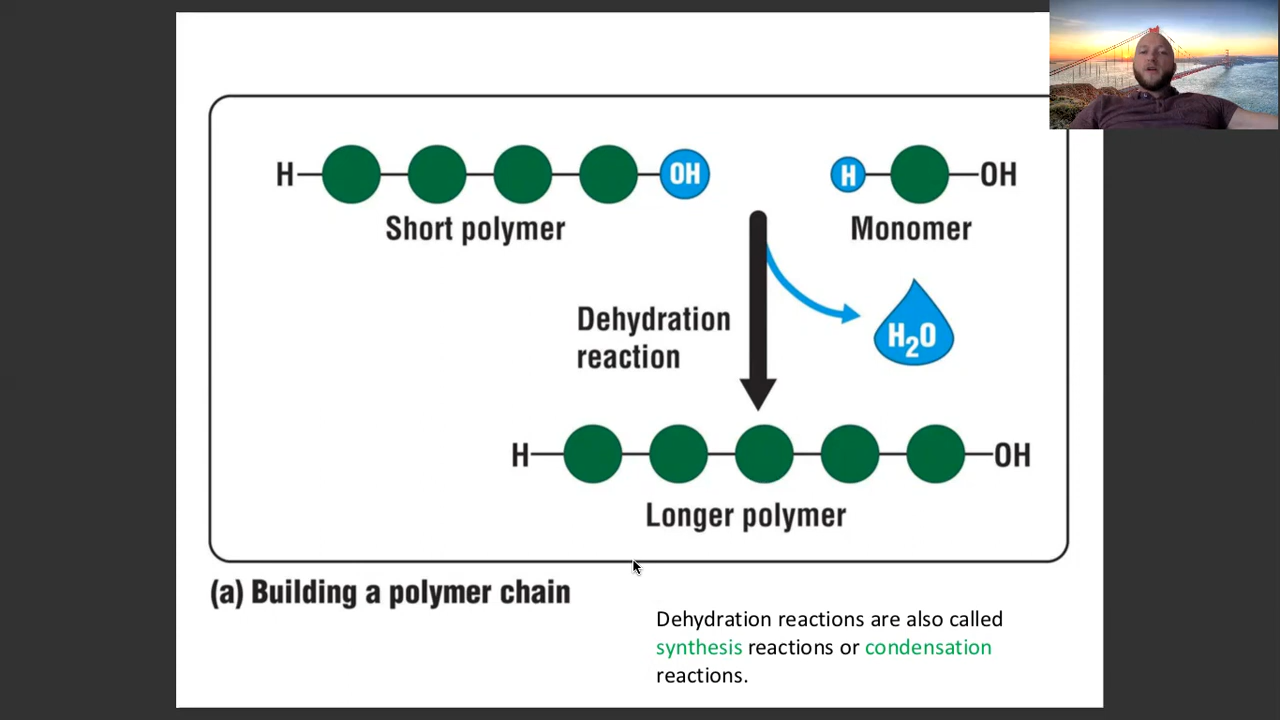 H OH H OH
Short polymer Monomer
Dehydration
reaction
H₂O
H OH
Longer polymer
(a) Building a polymer chain
Dehydration reactions are also called
synthesis reactions or condensation
reactions.